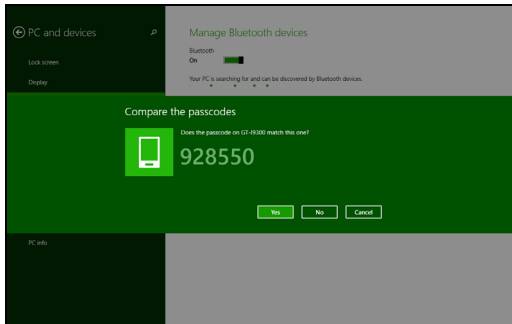 PC and devices
Lock screen
Display
Manage Bluetooth devices
Bluetooth
On
Your PC is searching for and can be discovered by Bluetooth devices.
Compare the passcodes
Does the passcode on GT-I9300 match this one?
928550
Yes
No
Cancel
PC info